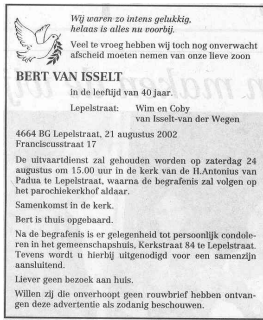 Wij waren zo intens gelukkig,
helaas is alles nu voorbij.
Veel te vroeg hebben wij toch nog onverwacht
afscheid moeten nemen van onze lieve zoon
BERT VAN ISSELT
in de leeftijd van 40 jaar.
Lepelstraat: Wim en Coby
van Isselt-van der Wegen
4664 BG Lepelstraat, 21 augustus 2002
Franciscusstraat 17
De uitvaartdienst zal gehouden worden op zaterdag 24
augustus om 15.00 uur in de kerk van de H.Antonius van
Padua te Lepelstraat, waarna de begrafenis zal volgen op
het parochiekerkhof aldaar.
Samenkomst in de kerk.
Bert is thuis opgebaard.
Na de begrafenis is er gelegenheid tot persoonlijk condole-
ren in het gemeenschapshuis, Kerkstraat 84 te Lepelstraat.
Tevens wordt u hierbij uitgenodigd voor een samenzijn
aansluitend.
Liever geen bezoek aan huis.
Willen zij die onverhoopt geen rouwbrief hebben ontvan-
gen deze advertentie als zodanig beschouwen.